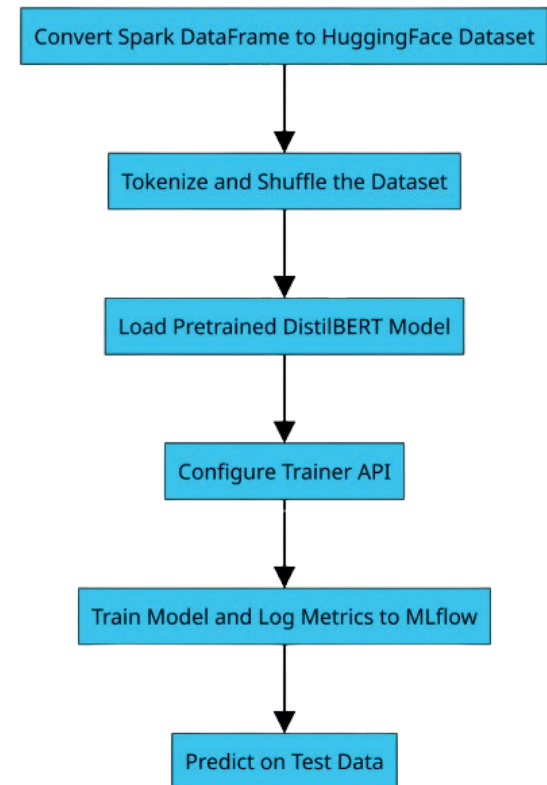 Convert Spark DataFrame to HuggingFace Dataset
Tokenize and Shuffle the Dataset
Load Pretrained DistilBERT Model
Configure Trainer API
Train Model and Log Metrics to MLflow
Predict on Test Data